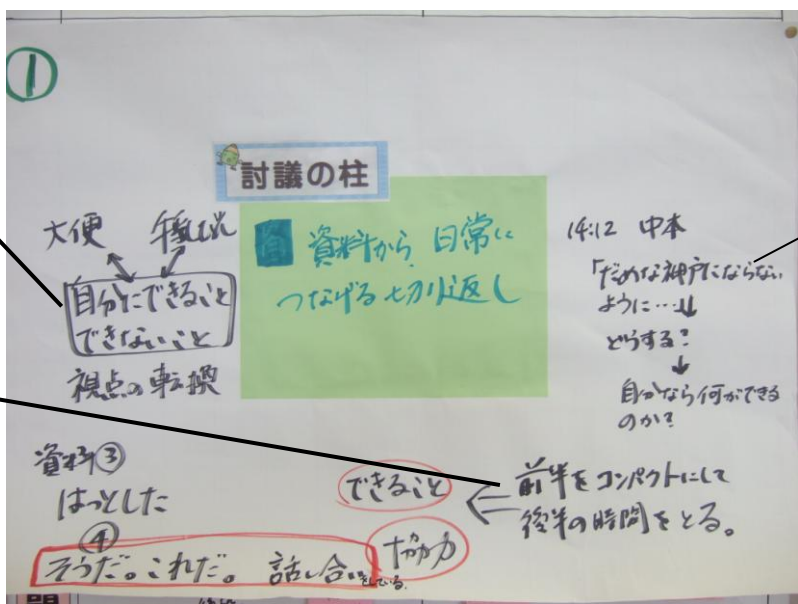 ①
討議の柱
資料から 日常に
つなげる切り返し
大便
自分にできること
できないこと
視点の転換
14:12 中本
「だめな神戸にならない
ように…」
どうする?
自分なら何ができる
のか?
資料③
はっとした
④
そうだ。これだ。 話し合い
できること
協力
前半をコンパクトにして
後半の時間をとる。